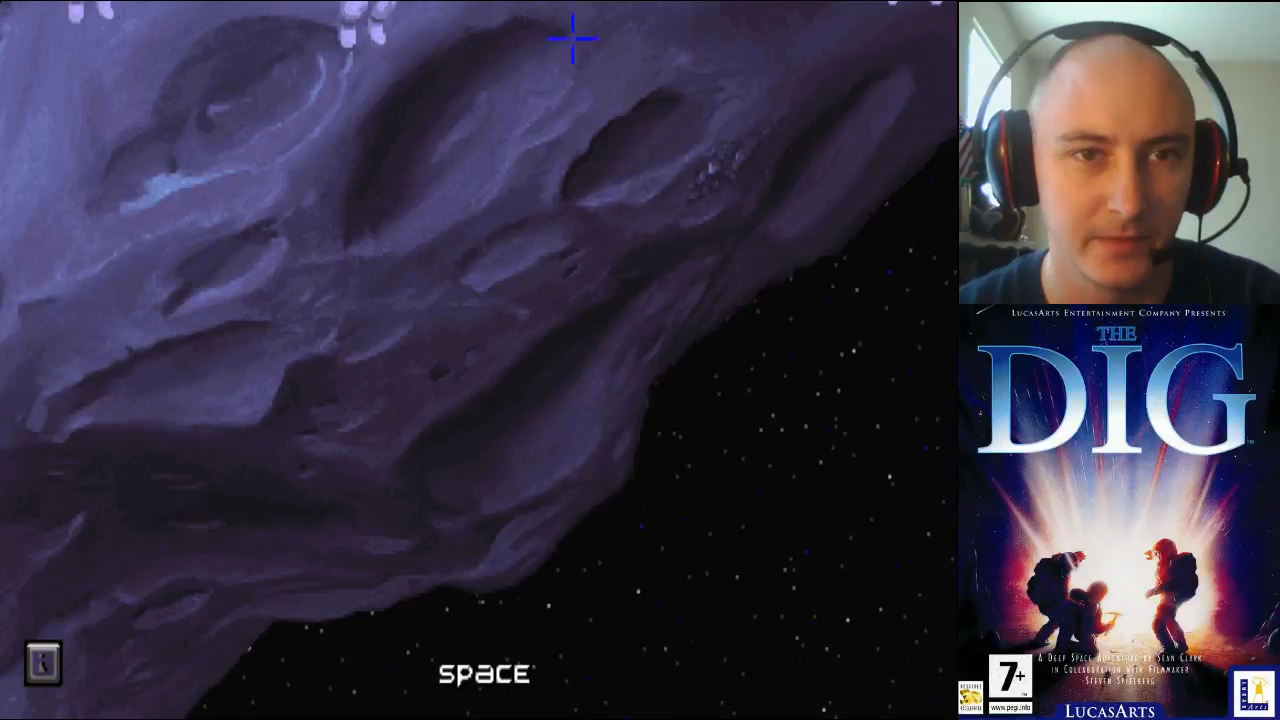 LUCASARTS ENTERTAINMENT COMPANY PRESENTS
THE
DIG
™
A DEEP SPACE ADVENTURE BY SEAN CLARK
IN COLLABORATION WITH FILMMAKER
STEVEN SPIELBERG
7+
www.pegi.info
LUCASARTS
space